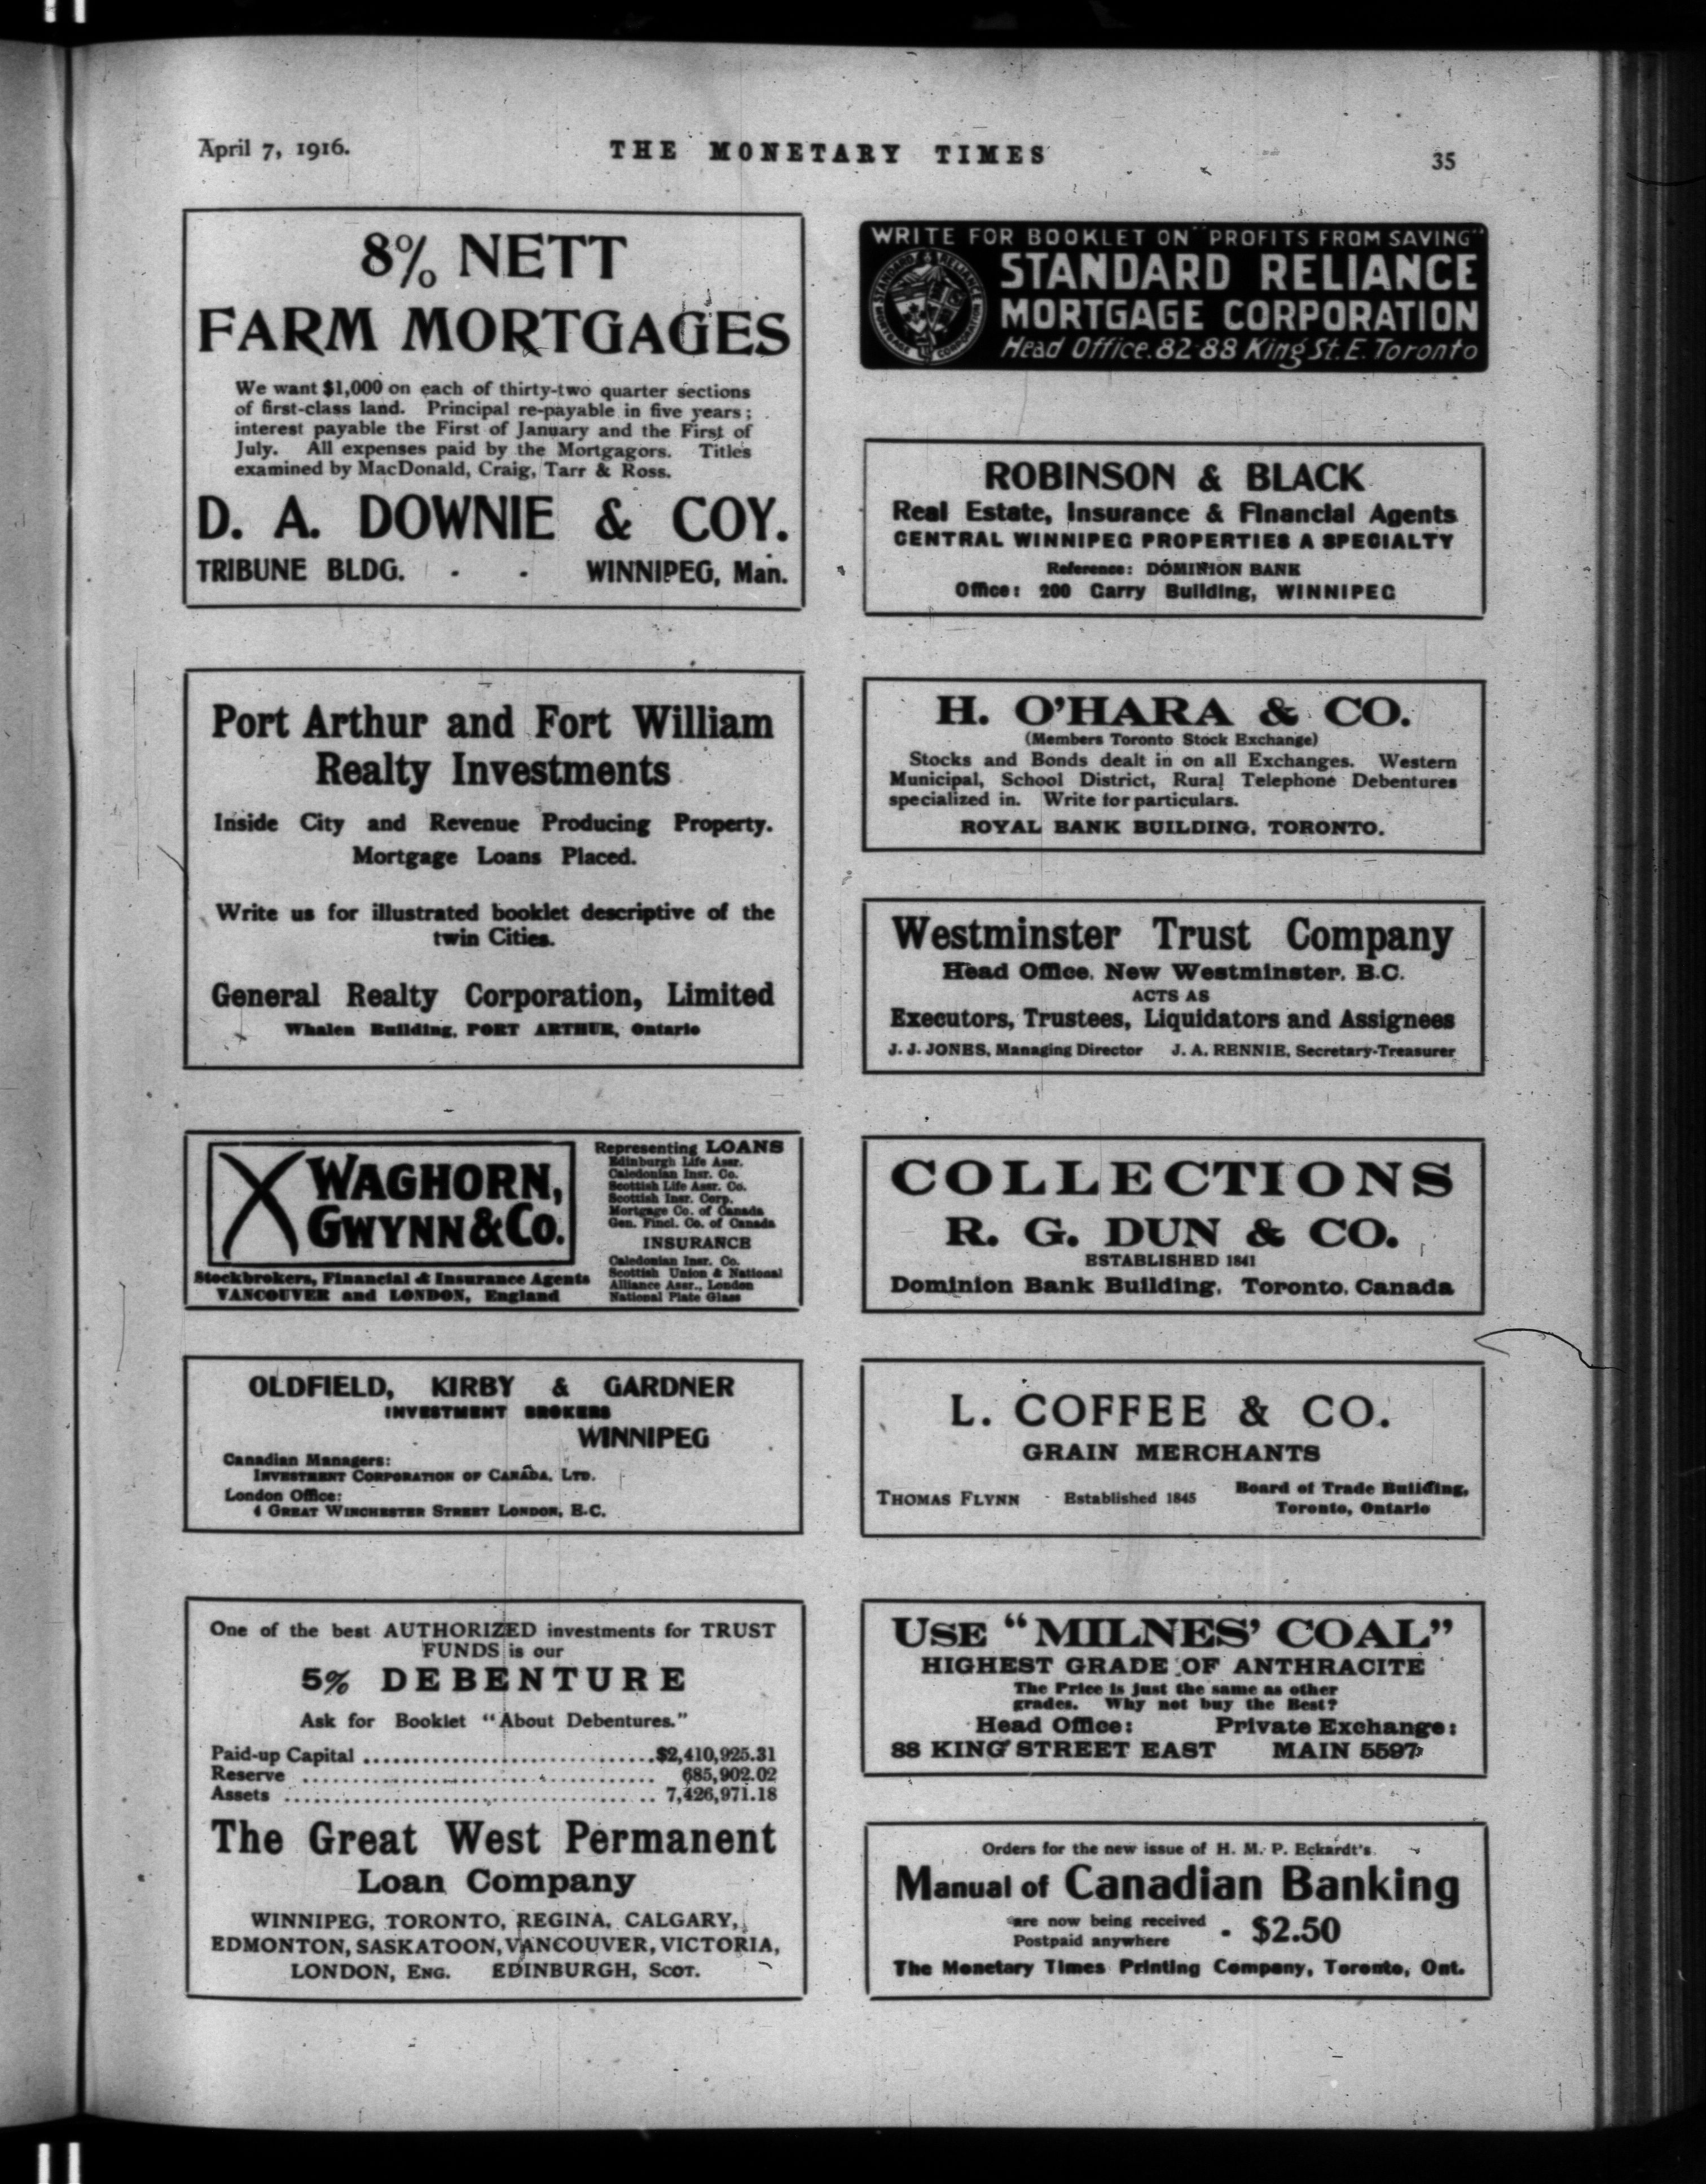 April 7, 1916.
THE MONETARY TIMES
35
8% NETT
FARM MORTGAGES
We want $1,000 on each of thirty-two quarter sections
of first-class land. Principal re-payable in five years;
interest payable the First of January and the First of
July. All expenses paid by the Mortgagors. Titles
examined by MacDonald, Craig, Tarr & Ross.
D. A. DOWNIE & COY.
TRIBUNE BLDG. - - WINNIPEG, Man.
Port Arthur and Fort William
Realty Investments
Inside City and Revenue Producing Property.
Mortgage Loans Placed.
Write us for illustrated booklet descriptive of the
twin Cities.
General Realty Corporation, Limited
Whalen Building, PORT ARTHUR, Ontario
WAGHORN,
GWYNN & Co.
Stockbrokers, Financial & Insurance Agents
VANCOUVER and LONDON, England
Representing LOANS
Edinburgh Life Assr.
Caledonian Insr. Co.
Scottish Life Assr. Co.
Scottish Insr. Corp.
Mortgage Co. of Canada
Gen. Fincl. Co. of Canada
INSURANCE
Caledonian Insr. Co.
Scottish Union & National
Alliance Assr., London
National Plate Glass
OLDFIELD, KIRBY & GARDNER
INVESTMENT BROKERS
WINNIPEG
Canadian Managers:
INVESTMENT CORPORATION OF CANADA, LTD.
London Office:
4 GREAT WINCHESTER STREET LONDON, E.C.
One of the best AUTHORIZED investments for TRUST
FUNDS is our
5% DEBENTURE
Ask for Booklet "About Debentures."
Paid-up Capital ..............................$2,410,925.31
Reserve .................................... 685,902.02
Assets ...................................... 7,426,971.18
The Great West Permanent
Loan Company
WINNIPEG, TORONTO, REGINA, CALGARY,
EDMONTON, SASKATOON, VANCOUVER, VICTORIA,
LONDON, ENG. EDINBURGH, SCOT.
WRITE FOR BOOKLET ON "PROFITS FROM SAVING"
STANDARD RELIANCE
MORTGAGE CORPORATION
Head Office. 82-88 King St. E. Toronto
ROBINSON & BLACK
Real Estate, Insurance & Financial Agents
CENTRAL WINNIPEG PROPERTIES A SPECIALTY
Reference: DOMINION BANK
Office: 200 Garry Building, WINNIPEG
H. O'HARA & CO.
(Members Toronto Stock Exchange)
Stocks and Bonds dealt in on all Exchanges. Western
Municipal, School District, Rural Telephone Debentures
specialized in. Write for particulars.
ROYAL BANK BUILDING, TORONTO.
Westminster Trust Company
Head Office, New Westminster, B.C.
ACTS AS
Executors, Trustees, Liquidators and Assignees
J. J. JONES, Managing Director J. A. RENNIE, Secretary-Treasurer
COLLECTIONS
R. G. DUN & CO.
ESTABLISHED 1841
Dominion Bank Building, Toronto, Canada
L. COFFEE & CO.
GRAIN MERCHANTS
THOMAS FLYNN Established 1845 Board of Trade Building,
Toronto, Ontario
USE "MILNES' COAL"
HIGHEST GRADE OF ANTHRACITE
The Price is just the same as other
grades. Why not buy the Best?
Head Office: Private Exchange:
88 KING STREET EAST MAIN 5597
Orders for the new issue of H. M. P. Eckardt's
Manual of Canadian Banking
are now being received
Postpaid anywhere - $2.50
The Monetary Times Printing Company, Toronto, Ont.